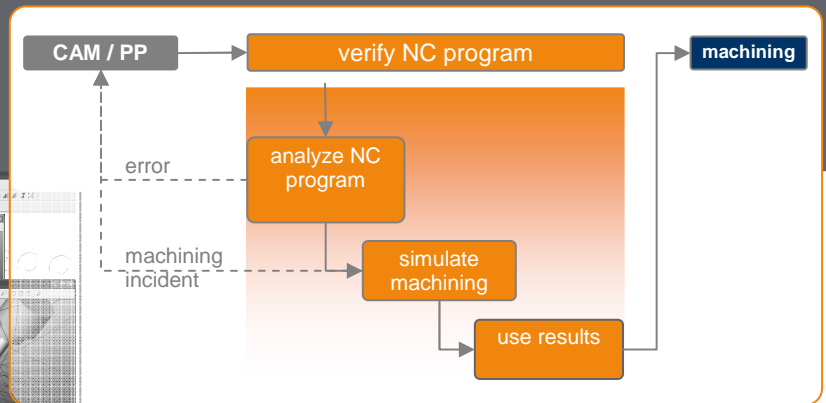 CAM / PP
verify NC program
machining
analyze NC
program
error
simulate
machining
machining
incident
use results